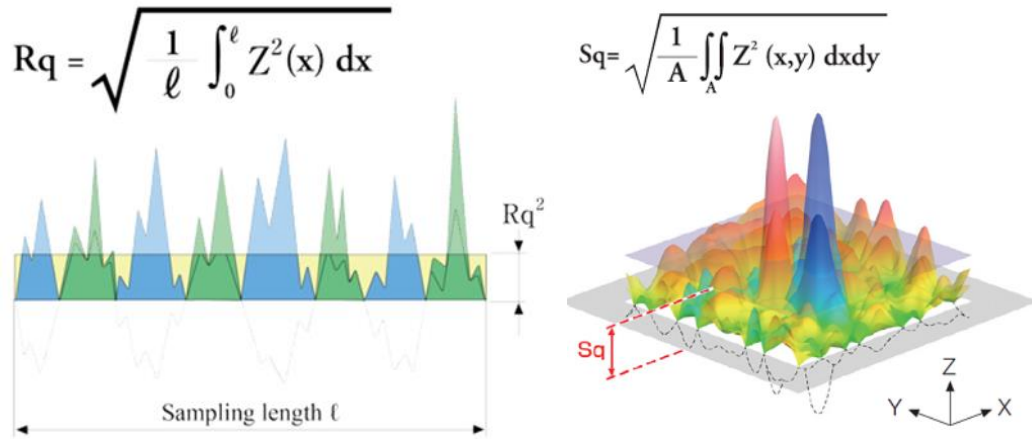 Rq = √(1/ℓ ∫₀^ℓ Z²(x) dx)
Sq= √(1/A ∬_A Z² (x,y) dxdy)
Rq²
Sampling length ℓ
Sq
Z
Y
X